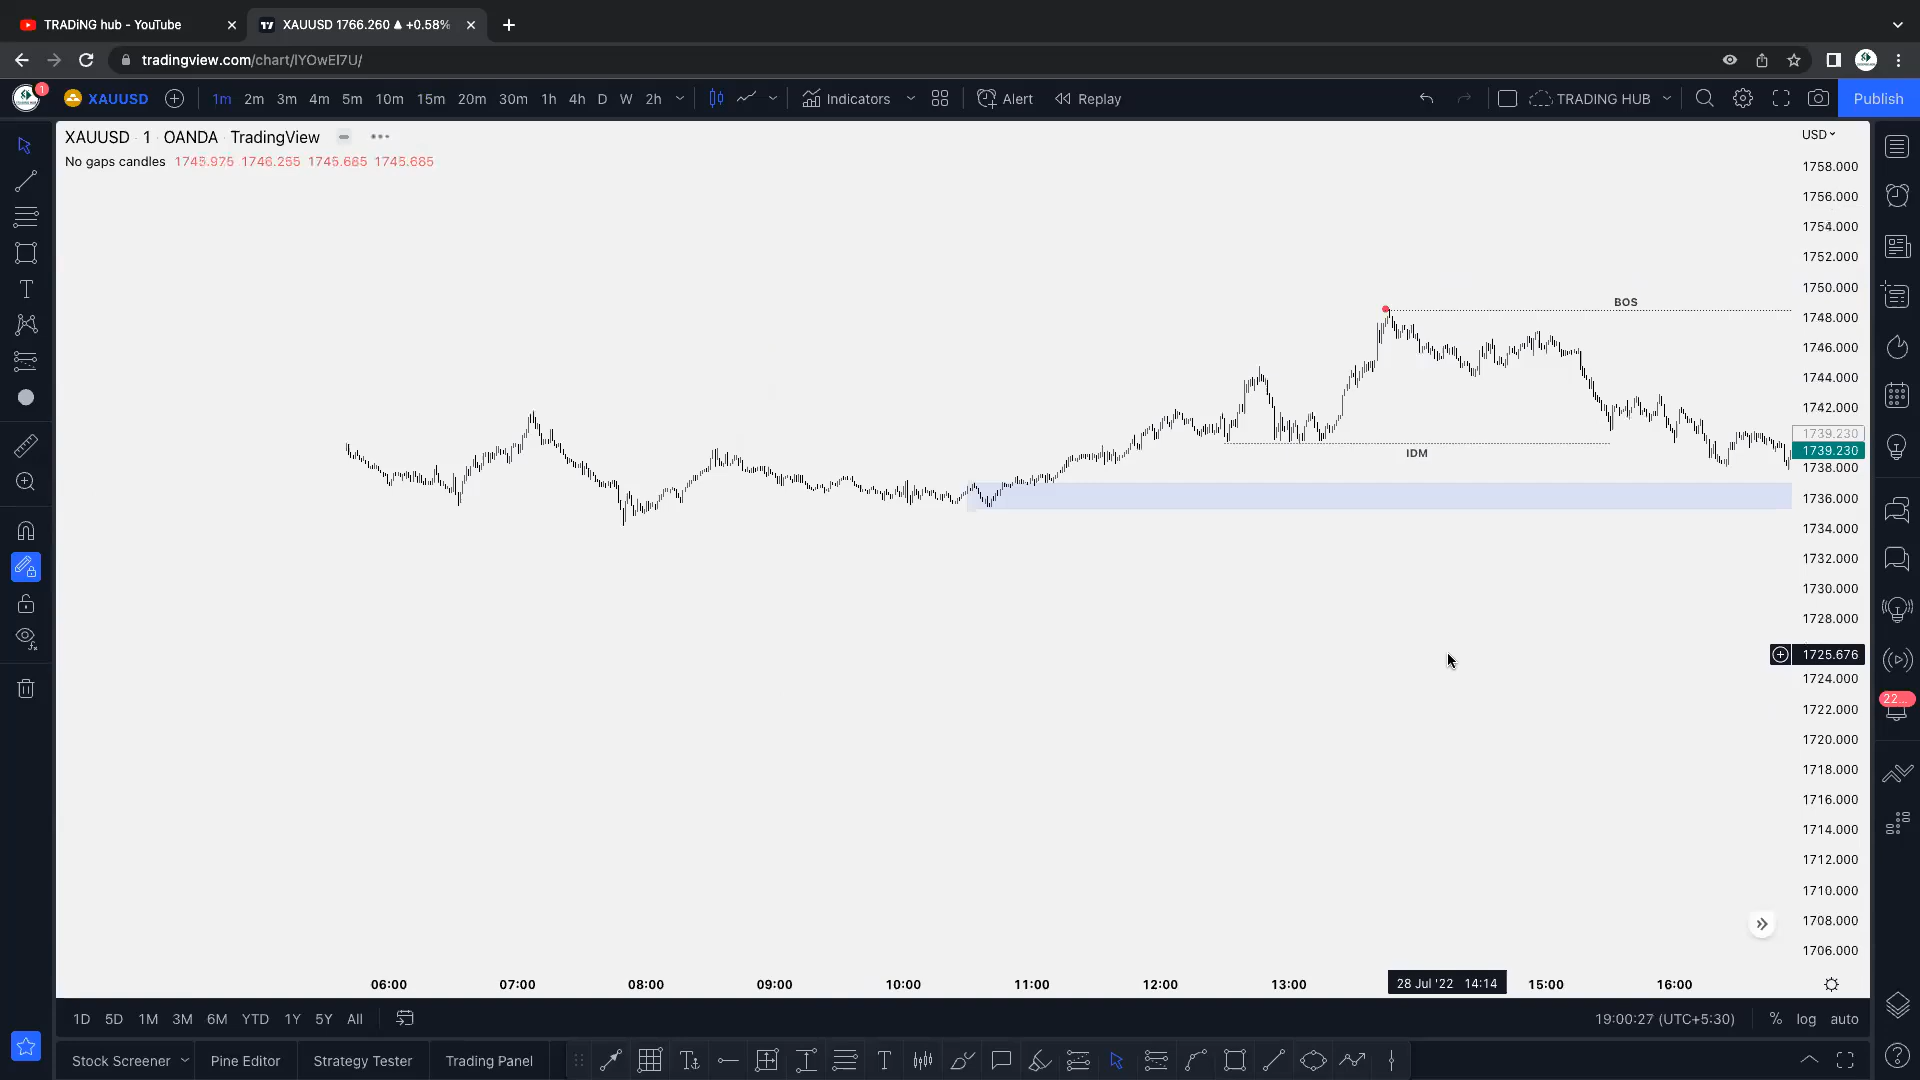 TRADiNG hub - YouTube
XAUUSD 1766.260 ▲ +0.58%
tradingview.com/chart/lYOwEI7U/
1
XAUUSD 1m 2m 3m 4m 5m 10m 15m 20m 30m 1h 4h D W 2h Indicators Alert Replay TRADING HUB Publish
XAUUSD · 1 · OANDA · TradingView
No gaps candles 1745.975 1746.255 1745.685 1745.685
USD
1758.000
1756.000
1754.000
1752.000
1750.000
BOS
1748.000
1746.000
1744.000
1742.000
1739.230
1739.230
IDM
1738.000
1736.000
1734.000
1732.000
1730.000
1728.000
1725.676
1724.000
22...
1722.000
1720.000
1718.000
1716.000
1714.000
1712.000
1710.000
1708.000
1706.000
06:00 07:00 08:00 09:00 10:00 11:00 12:00 13:00 28 Jul '22 14:14 15:00 16:00
1D 5D 1M 3M 6M YTD 1Y 5Y All 19:00:27 (UTC+5:30) % log auto
Stock Screener Pine Editor Strategy Tester Trading Panel